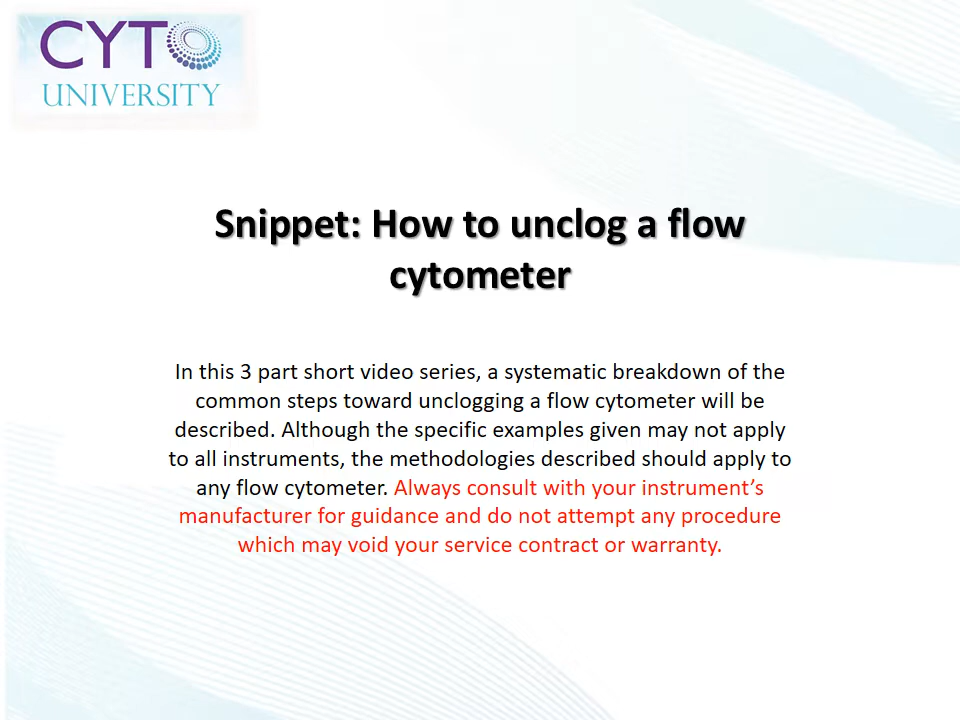 CYTO
UNIVERSITY
Snippet: How to unclog a flow
cytometer
In this 3 part short video series, a systematic breakdown of the
common steps toward unclogging a flow cytometer will be
described. Although the specific examples given may not apply
to all instruments, the methodologies described should apply to
any flow cytometer. Always consult with your instrument’s
manufacturer for guidance and do not attempt any procedure
which may void your service contract or warranty.